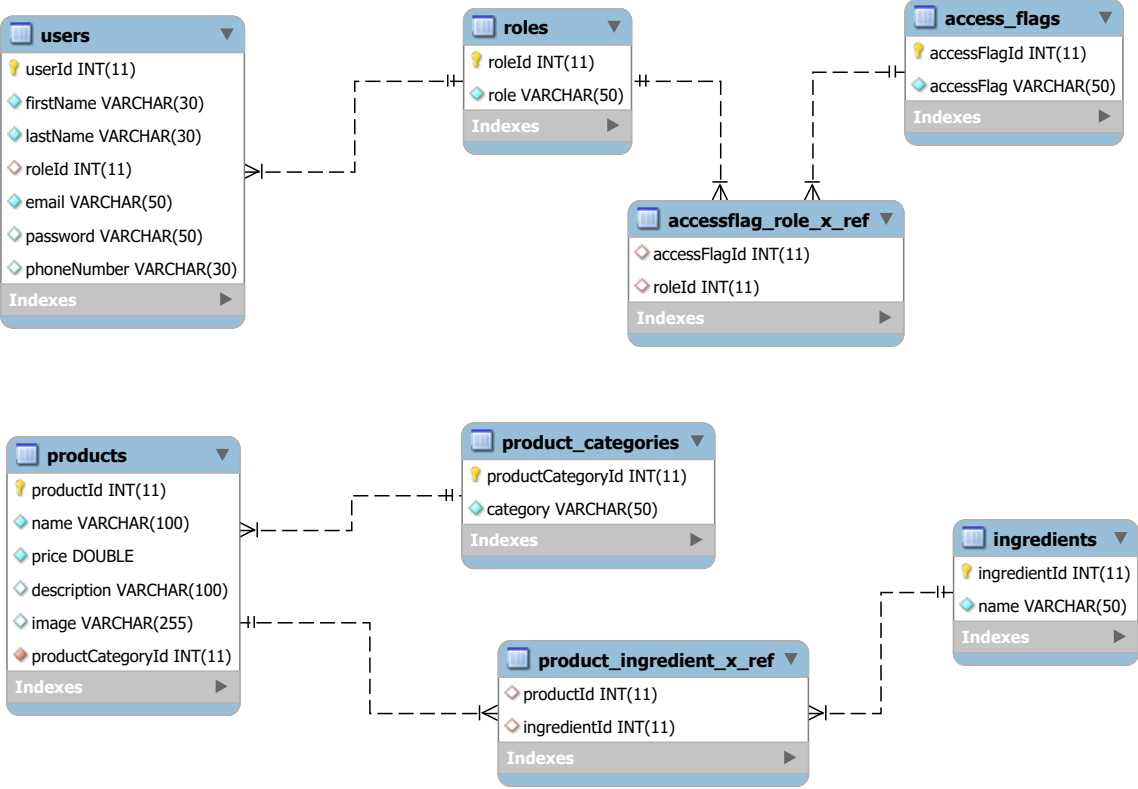 users
userId INT(11)
firstName VARCHAR(30)
lastName VARCHAR(30)
roleId INT(11)
email VARCHAR(50)
password VARCHAR(50)
phoneNumber VARCHAR(30)
Indexes
roles
roleId INT(11)
role VARCHAR(50)
Indexes
access_flags
accessFlagId INT(11)
accessFlag VARCHAR(50)
Indexes
accessflag_role_x_ref
accessFlagId INT(11)
roleId INT(11)
Indexes
products
productId INT(11)
name VARCHAR(100)
price DOUBLE
description VARCHAR(100)
image VARCHAR(255)
productCategoryId INT(11)
Indexes
product_categories
productCategoryId INT(11)
category VARCHAR(50)
Indexes
product_ingredient_x_ref
productId INT(11)
ingredientId INT(11)
Indexes
ingredients
ingredientId INT(11)
name VARCHAR(50)
Indexes